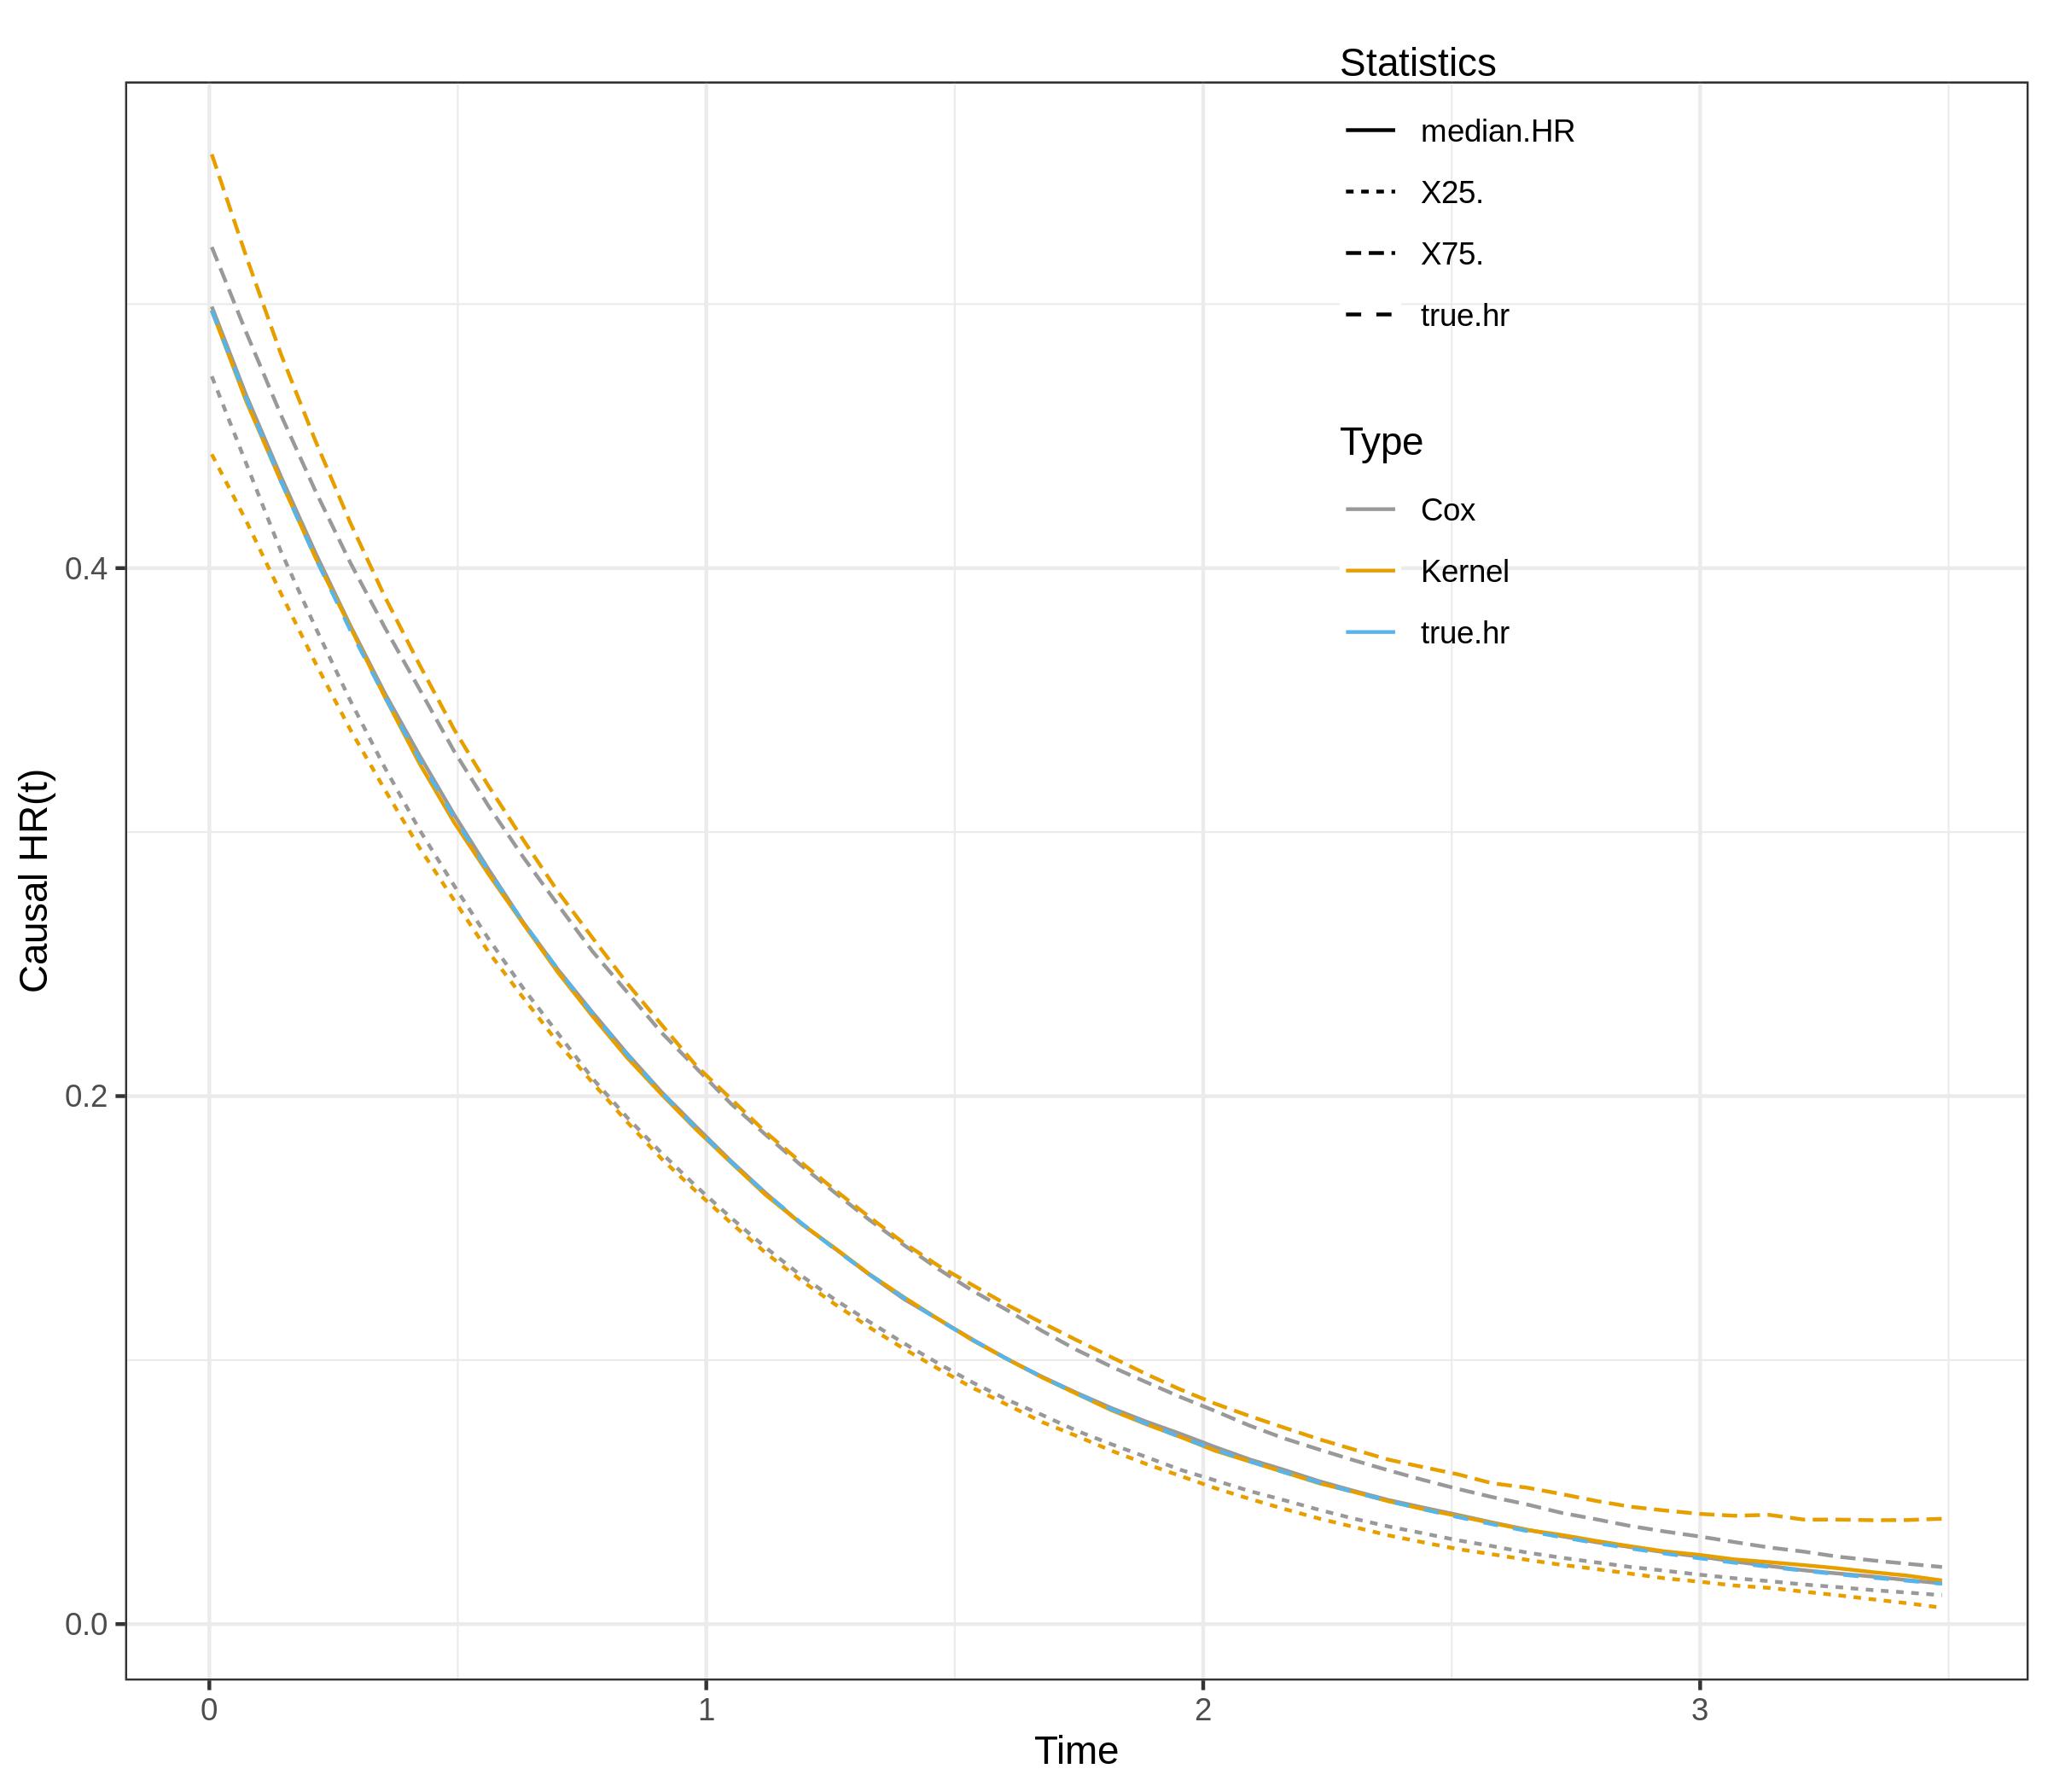 Statistics
median.HR
X25.
X75.
true.hr
Type
Cox
Kernel
true.hr
Causal HR(t)
0.4
0.2
0.0
0 1 2 3
Time